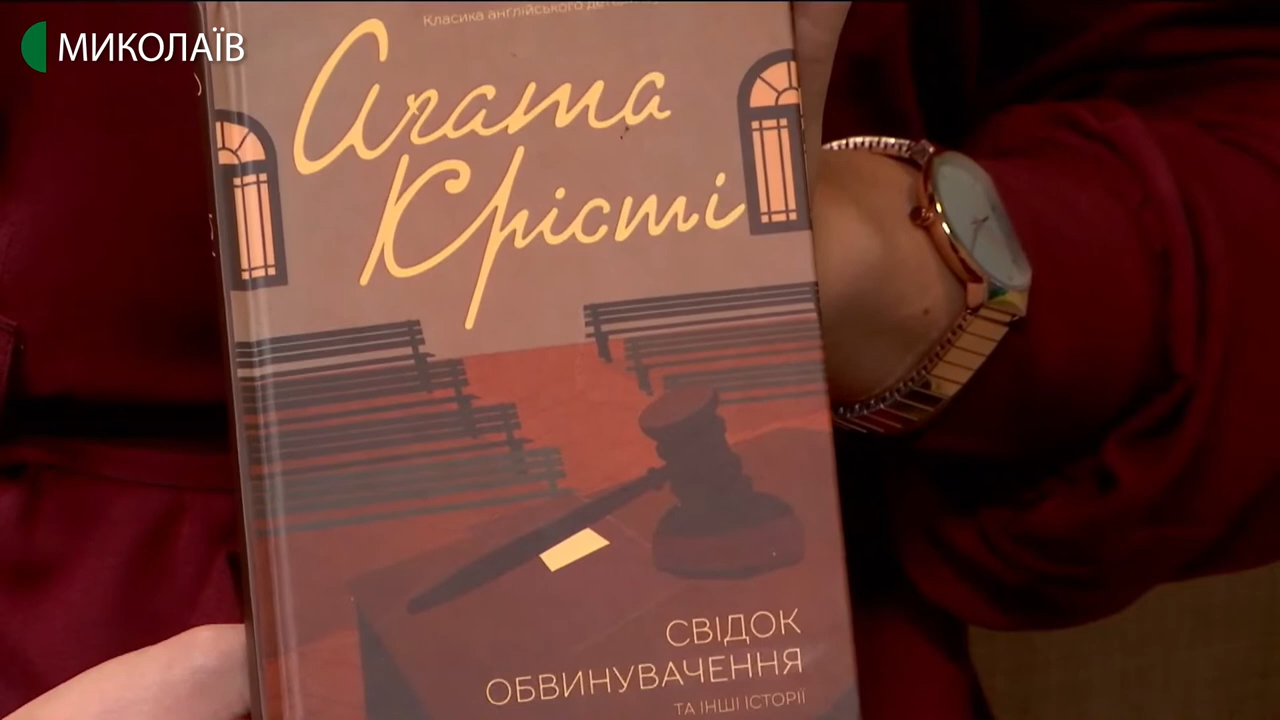 МИКОЛАЇВ
Класика англійського
Агата
Крісті
СВІДОК
ОБВИНУВАЧЕННЯ
ТА ІНШІ ІСТОРІЇ